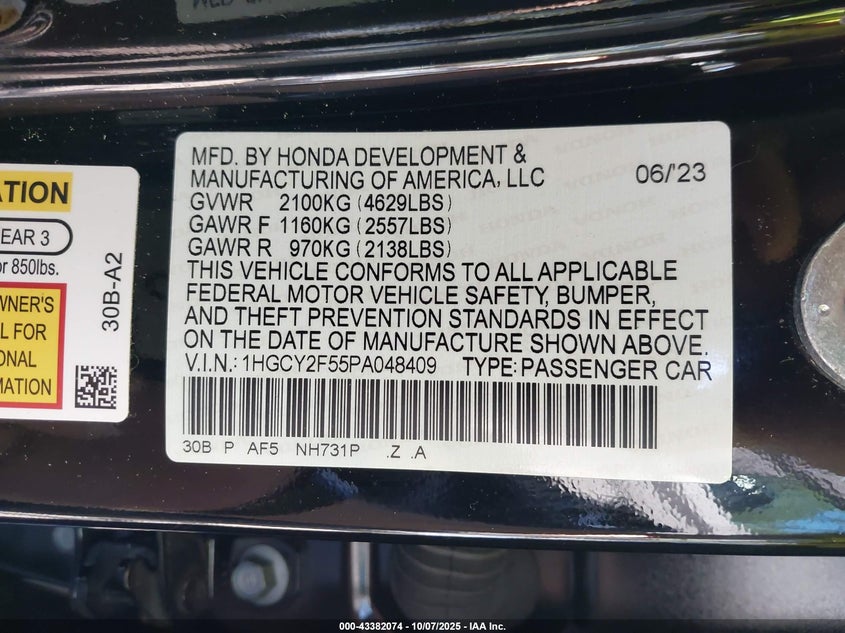 ATION
EAR 3
or 850lbs.
WNER'S
L FOR
ONAL
MATION
30B-A2
MFD. BY HONDA DEVELOPMENT &
MANUFACTURING OF AMERICA, LLC 06/'23
GVWR 2100KG (4629LBS)
GAWR F 1160KG (2557LBS)
GAWR R 970KG (2138LBS)
THIS VEHICLE CONFORMS TO ALL APPLICABLE
FEDERAL MOTOR VEHICLE SAFETY, BUMPER,
AND THEFT PREVENTION STANDARDS IN EFFECT
ON THE DATE OF MANUFACTURE SHOWN ABOVE.
V.I.N.: 1HGCY2F55PA048409 TYPE: PASSENGER CAR
30B P AF5 NH731P .Z .A
000-43382074 - 10/07/2025 - IAA Inc.